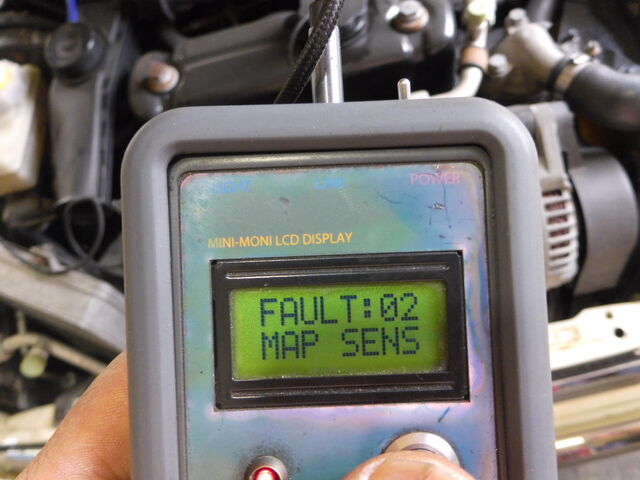 POWER
MINI-MONI LCD DISPLAY
FAULT:02
MAP SENS